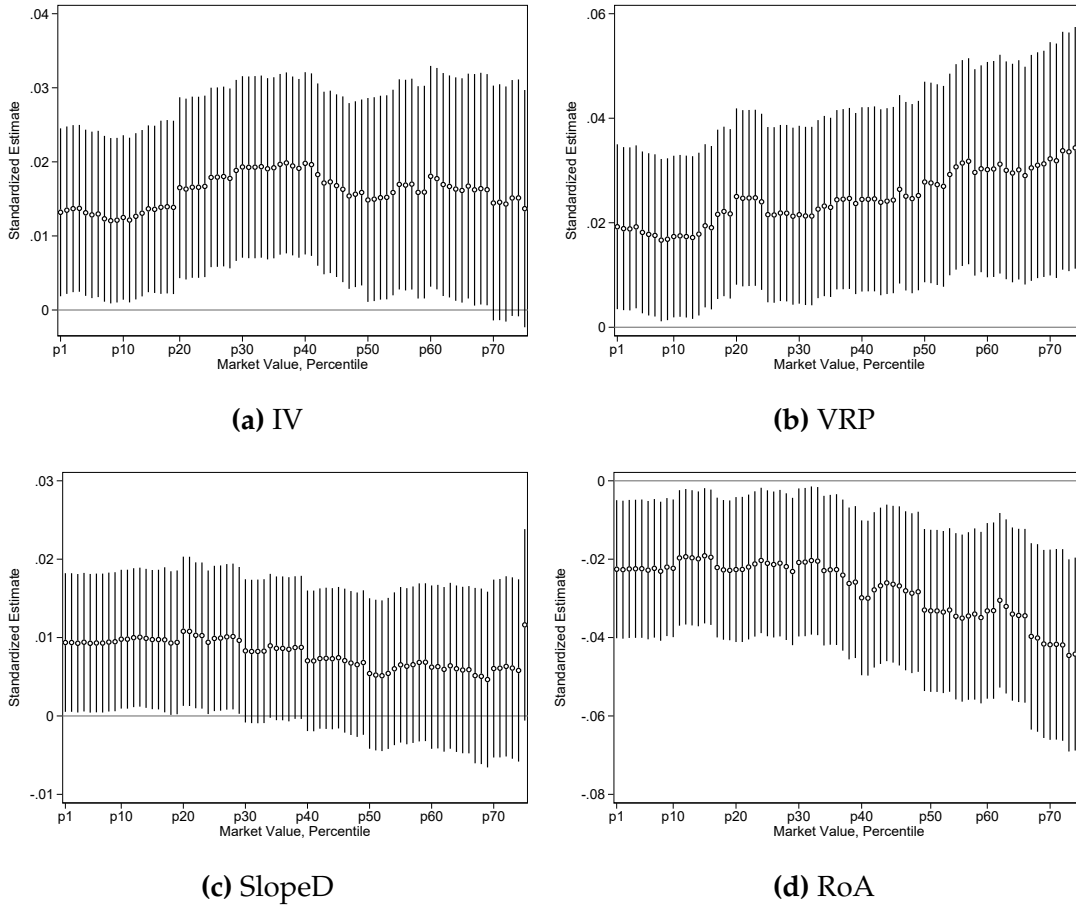 .04
.03
.02
.01
0
Standardized Estimate
p1 p10 p20 p30 p40 p50 p60 p70
Market Value, Percentile
(a) IV
.06
.04
.02
0
Standardized Estimate
p1 p10 p20 p30 p40 p50 p60 p70
Market Value, Percentile
(b) VRP
.03
.02
.01
0
-.01
Standardized Estimate
p1 p10 p20 p30 p40 p50 p60 p70
Market Value, Percentile
(c) SlopeD
0
-.02
-.04
-.06
-.08
Standardized Estimate
p1 p10 p20 p30 p40 p50 p60 p70
Market Value, Percentile
(d) RoA